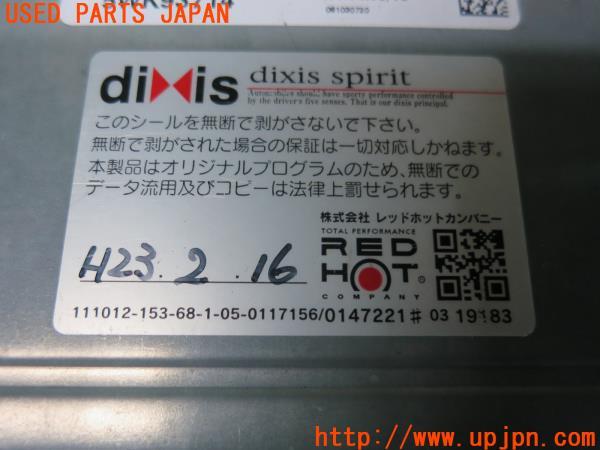 USED PARTS JAPAN
081030730
dixis
dixis spirit
Automobiles should have sporty performance controlled
by the driver's five senses. That is our dixis principal.
このシールを無断で剥がさないで下さい。
無断で剥がされた場合の保証は一切対応しかねます。
本製品はオリジナルプログラムのため、無断での
データ流用及びコピーは法律上罰せられます。
株式会社 レッドホットカンパニー
TOTAL PERFORMANCE
RED
HOT®
COMPANY
H23.2.16
111012-153-68-1-05-0117156/0147221# 03 19:83
http://www.upjpn.com/